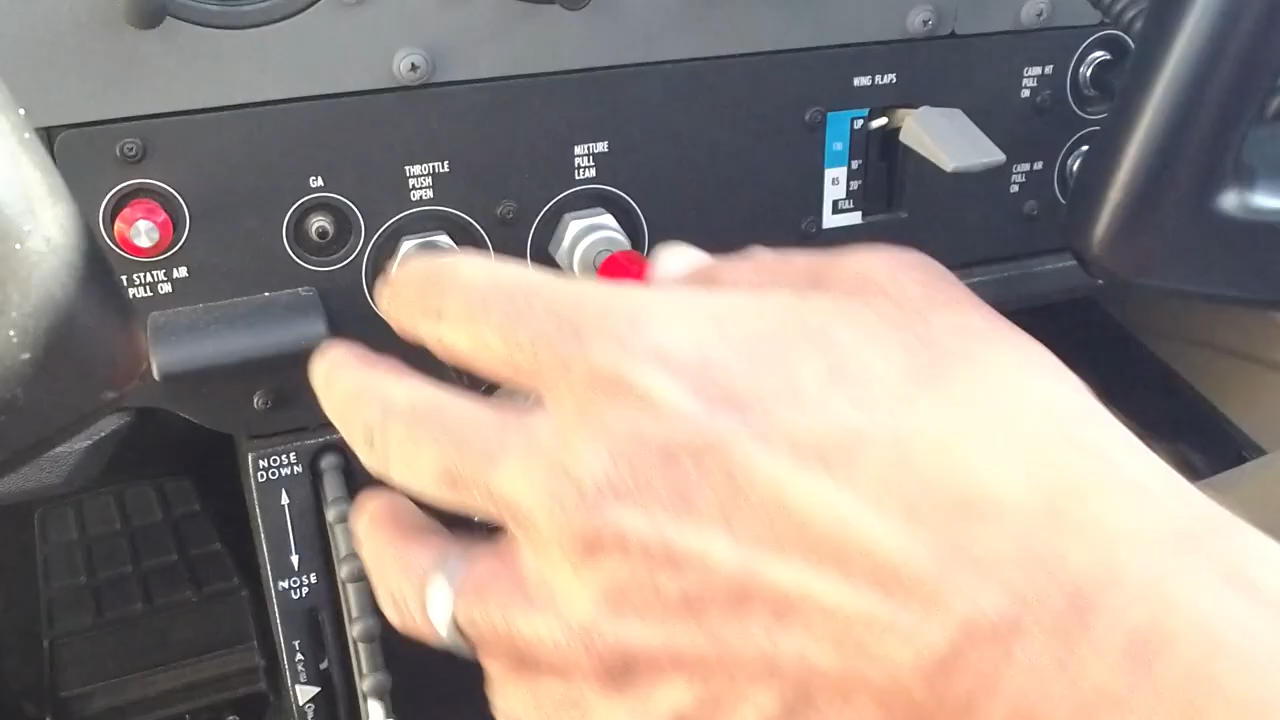 WING FLAPS
CABIN HT
PULL
ON
UP
10°
85
20°
FULL
CABIN AIR
PULL
ON
MIXTURE
PULL
LEAN
THROTTLE
PUSH
OPEN
GA
T STATIC AIR
PULL ON
NOSE
DOWN
NOSE
UP
TAKE